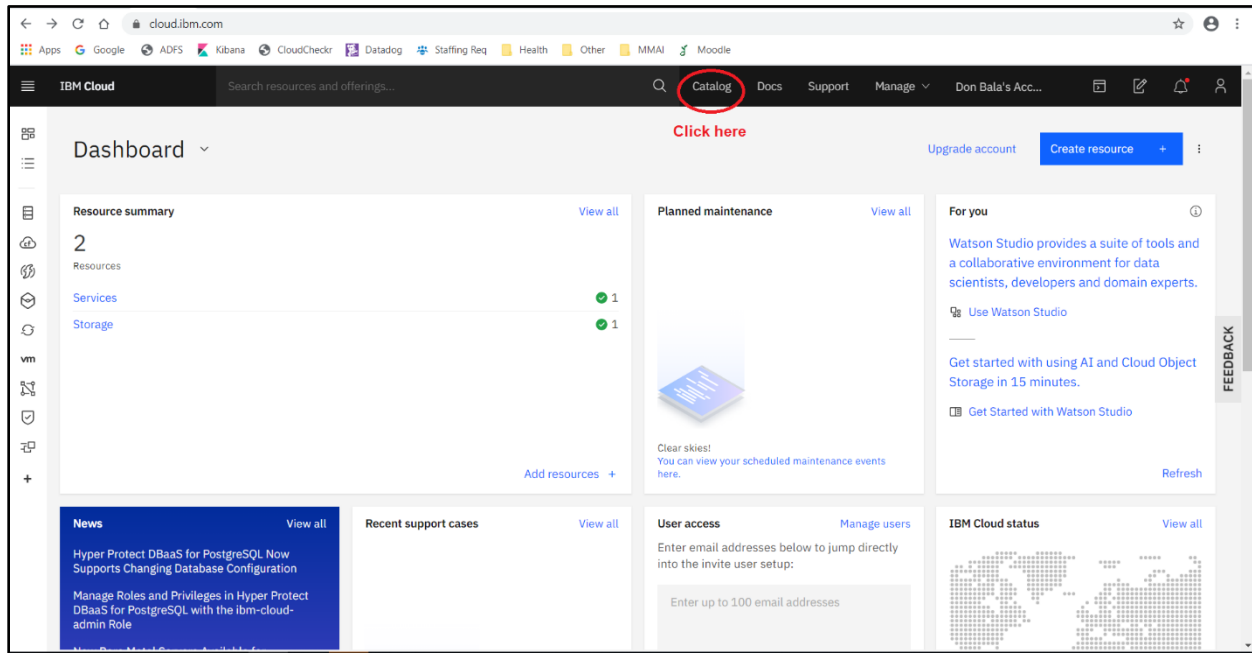 cloud.ibm.com
Apps Google ADFS Kibana CloudCheckr Datadog Staffing Req Health Other MMAI Moodle
IBM Cloud Search resources and offerings... Catalog Docs Support Manage Don Bala's Acc...
Click here
Dashboard
Upgrade account Create resource +
Resource summary View all
2
Resources
Services 1
Storage 1
Add resources +
Planned maintenance View all
Clear skies!
You can view your scheduled maintenance events
here.
For you
Watson Studio provides a suite of tools and
a collaborative environment for data
scientists, developers and domain experts.
Use Watson Studio
Get started with using AI and Cloud Object
Storage in 15 minutes.
Get Started with Watson Studio
Refresh
FEEDBACK
vm
News View all
Hyper Protect DBaaS for PostgreSQL Now
Supports Changing Database Configuration
Manage Roles and Privileges in Hyper Protect
DBaaS for PostgreSQL with the ibm-cloud-
admin Role
Recent support cases View all
User access Manage users
Enter email addresses below to jump directly
into the invite user setup:
Enter up to 100 email addresses
IBM Cloud status View all